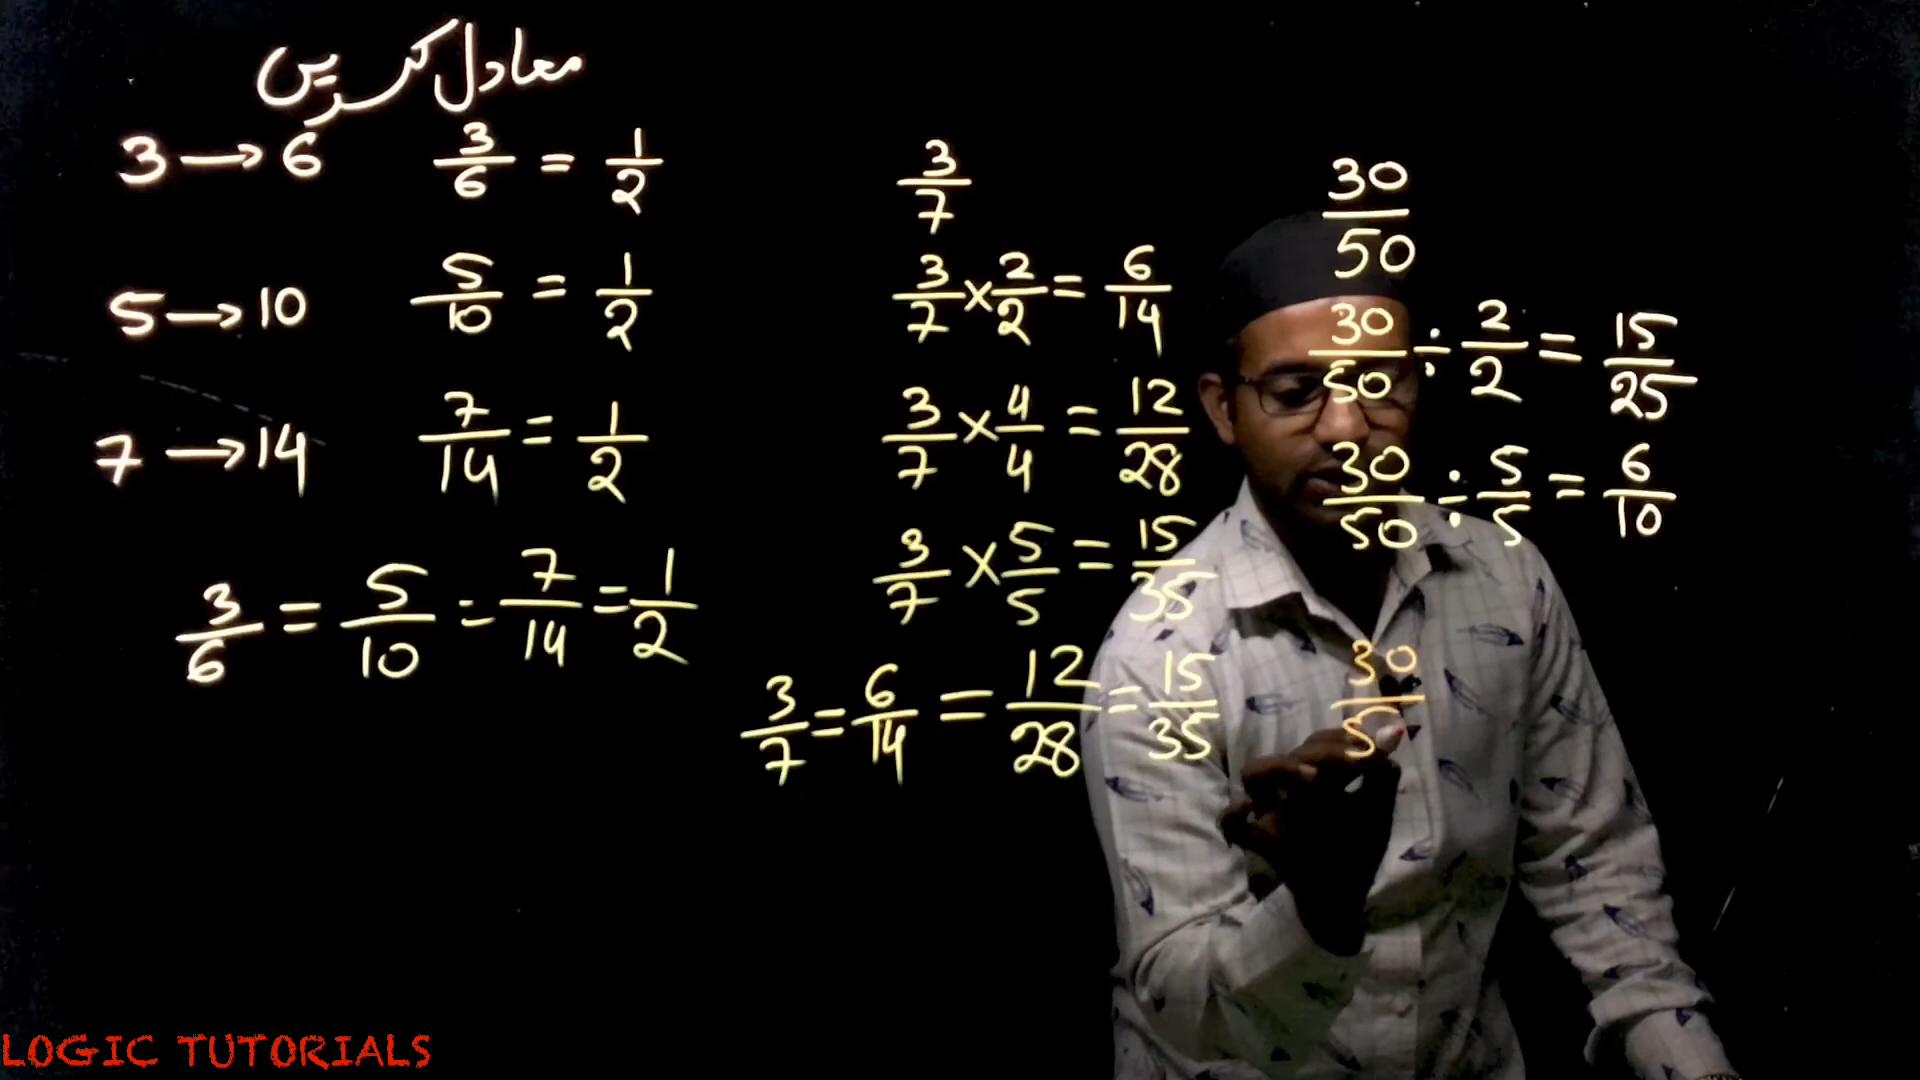 معادل کسریں
3 → 6 3/6 = 1/2
5 → 10 5/10 = 1/2
7 → 14 7/14 = 1/2
3/6 = 5/10 = 7/14 = 1/2
3/7
3/7 × 2/2 = 6/14
3/7 × 4/4 = 12/28
3/7 × 5/5 = 15/35
3/7 = 6/14 = 12/28 = 15/35
30/50
30/50 ÷ 2/2 = 15/25
30/50 ÷ 5/5 = 6/10
30/5
LOGIC TUTORIALS